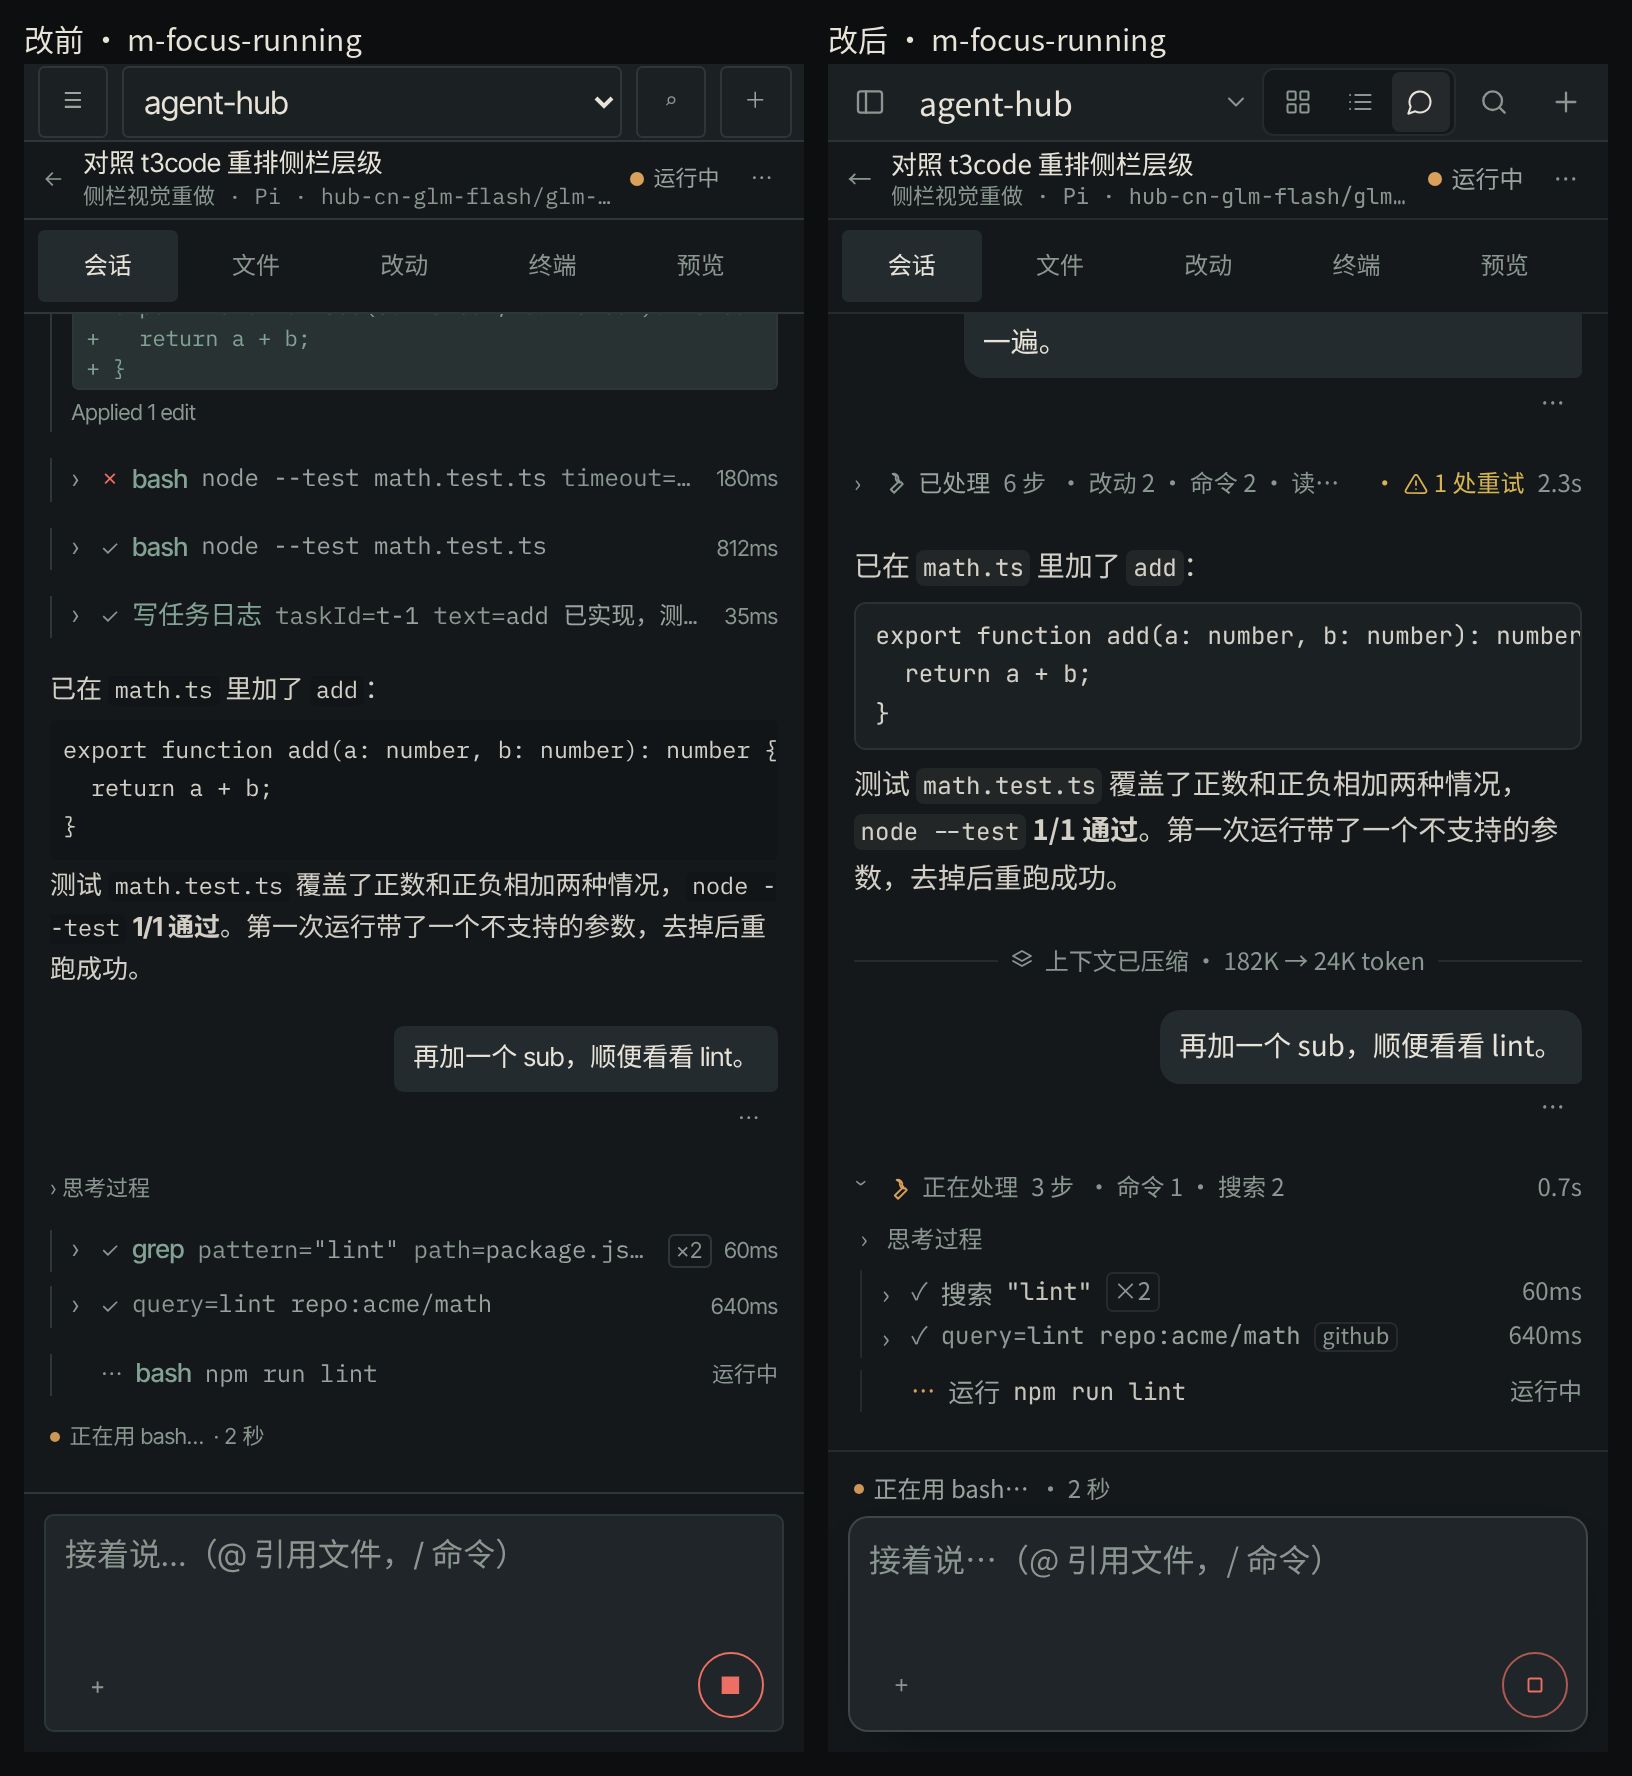 改前 · m-focus-running
agent-hub
对照 t3code 重排侧栏层级
侧栏视觉重做 · Pi · hub-cn-glm-flash/glm-…
运行中
会话
文件
改动
终端
预览
+   return a + b;
+ }
Applied 1 edit
bash node --test math.test.ts timeout=… 180ms
bash node --test math.test.ts 812ms
写任务日志 taskId=t-1 text=add 已实现，测… 35ms
已在 math.ts 里加了 add：
export function add(a: number, b: number): number {
  return a + b;
}
测试 math.test.ts 覆盖了正数和正负相加两种情况，node -
-test 1/1 通过。第一次运行带了一个不支持的参数，去掉后重
跑成功。
再加一个 sub，顺便看看 lint。
…
› 思考过程
grep pattern="lint" path=package.js… ×2 60ms
query=lint repo:acme/math 640ms
… bash npm run lint 运行中
正在用 bash… · 2 秒
接着说…（@ 引用文件，/ 命令）
+
改后 · m-focus-running
agent-hub
对照 t3code 重排侧栏层级
侧栏视觉重做 · Pi · hub-cn-glm-flash/glm…
运行中
会话
文件
改动
终端
预览
一遍。
…
已处理 6 步 · 改动 2 · 命令 2 · 读… · 1 处重试 2.3s
已在 math.ts 里加了 add：
export function add(a: number, b: number): number
  return a + b;
}
测试 math.test.ts 覆盖了正数和正负相加两种情况，
node --test 1/1 通过。第一次运行带了一个不支持的参
数，去掉后重跑成功。
上下文已压缩 · 182K → 24K token
再加一个 sub，顺便看看 lint。
…
正在处理 3 步 · 命令 1 · 搜索 2 0.7s
› 思考过程
搜索 "lint" ×2 60ms
query=lint repo:acme/math github 640ms
… 运行 npm run lint 运行中
正在用 bash… · 2 秒
接着说…（@ 引用文件，/ 命令）
+